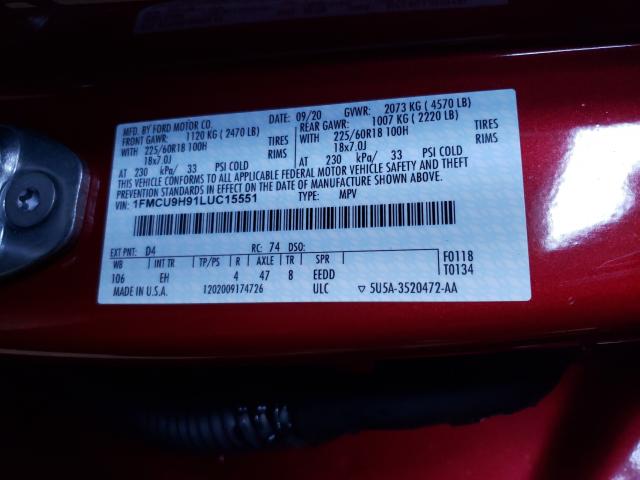 MFD. BY FORD MOTOR CO. 09/20 GVWR: 2073 KG ( 4570 LB)
FRONT GAWR: 1120 KG ( 2470 LB) REAR GAWR: 1007 KG ( 2220 LB)
WITH 225/60R18 100H TIRES WITH 225/60R18 100H TIRES
18x7.0J RIMS 18x7.0J RIMS
AT 230 kPa/ 33 PSI COLD AT 230 kPa/ 33 PSI COLD
THIS VEHICLE CONFORMS TO ALL APPLICABLE FEDERAL MOTOR VEHICLE SAFETY AND THEFT
PREVENTION STANDARDS IN EFFECT ON THE DATE OF MANUFACTURE SHOWN ABOVE.
VIN: 1FMCU9H91LUC15551 TYPE: MPV
EXT PNT: D4 RC: 74 DSO:
WB INT TR TP/PS R AXLE TR SPR F0118
106 EH 4 47 8 EEDD T0134
MADE IN U.S.A. 1202009174726 ULC ▽ 5U5A-3520472-AA